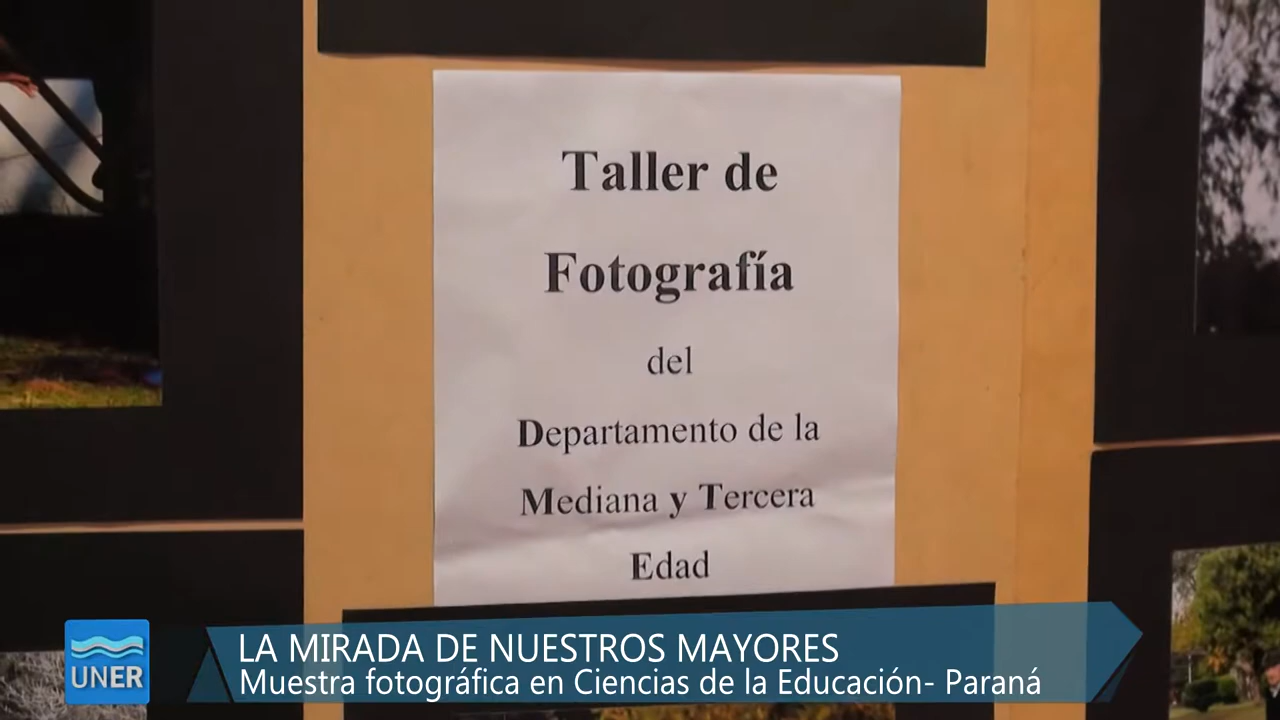 Taller de
Fotografía
del
Departamento de la
Mediana y Tercera
Edad
UNER
LA MIRADA DE NUESTROS MAYORES
Muestra fotográfica en Ciencias de la Educación- Paraná